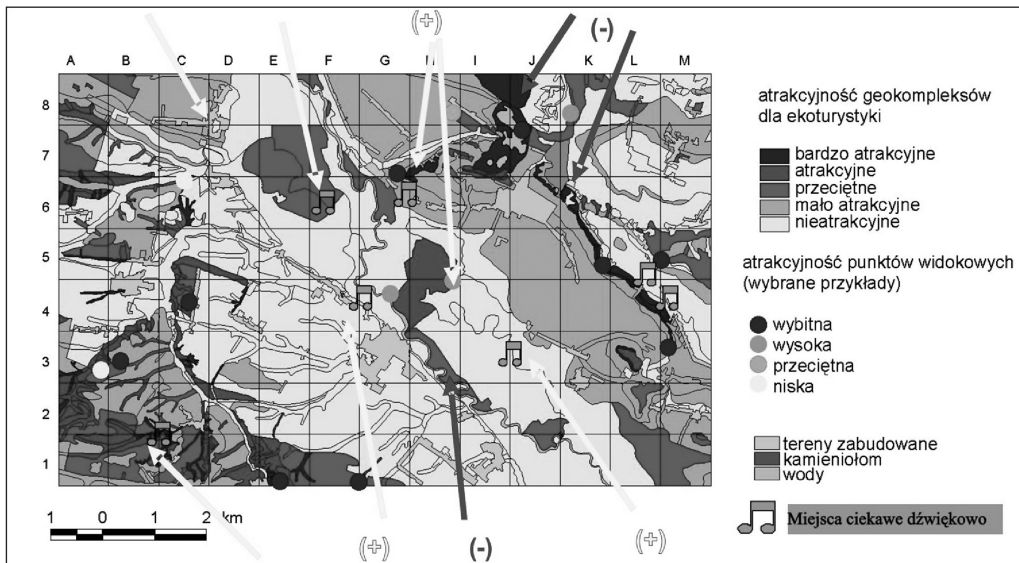 (+) (-)
A B C D E F G H I J K L M
8
7
6
5
4
3
2
1
1 0 1 2 km
(+) (-) (+)
atrakcyjność geokompleksów
dla ekoturystyki
bardzo atrakcyjne
atrakcyjne
przeciętne
mało atrakcyjne
nieatrakcyjne
atrakcyjność punktów widokowych
(wybrane przykłady)
wybitna
wysoka
przeciętna
niska
tereny zabudowane
kamieniołom
wody
Miejsca ciekawe dźwiękowo